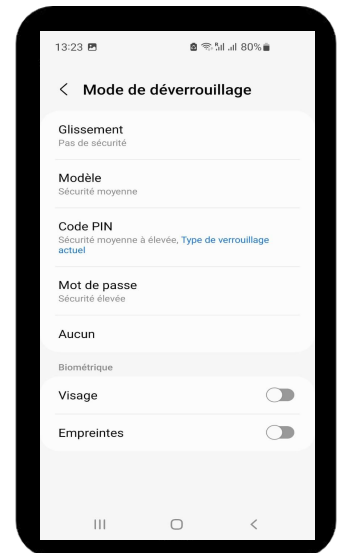 13:23 80%
Mode de déverrouillage
Glissement
Pas de sécurité
Modèle
Sécurité moyenne
Code PIN
Sécurité moyenne à élevée, Type de verrouillage
actuel
Mot de passe
Sécurité élevée
Aucun
Biométrique
Visage
Empreintes